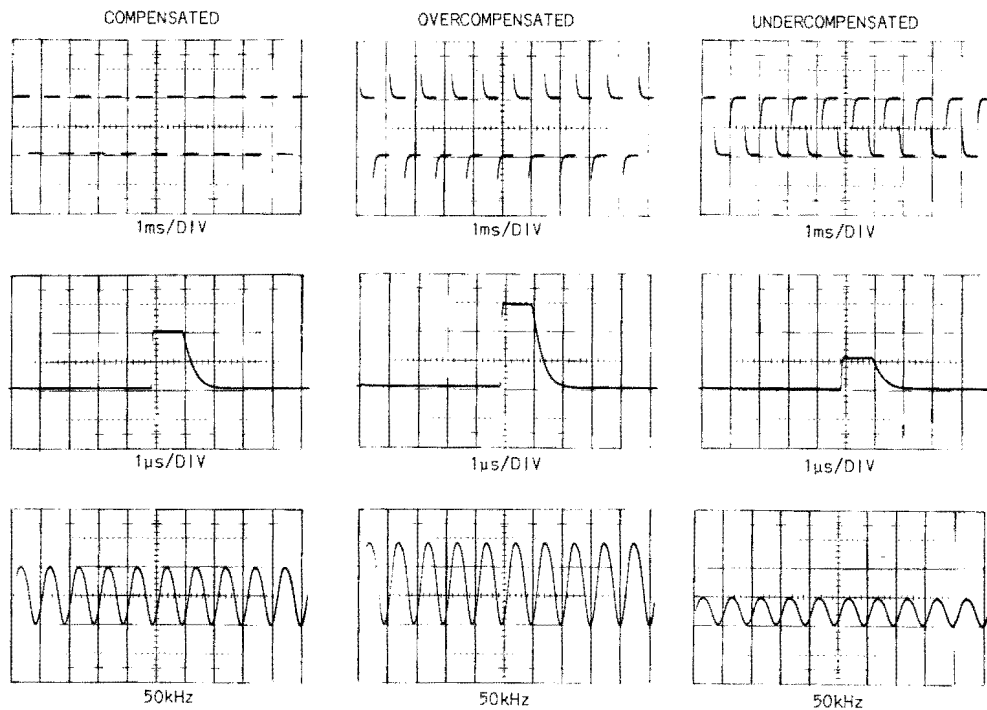 COMPENSATED OVERCOMPENSATED UNDERCOMPENSATED
1ms/DIV 1ms/DIV 1ms/DIV
1μs/DIV 1μs/DIV 1μs/DIV
50kHz 50kHz 50kHz